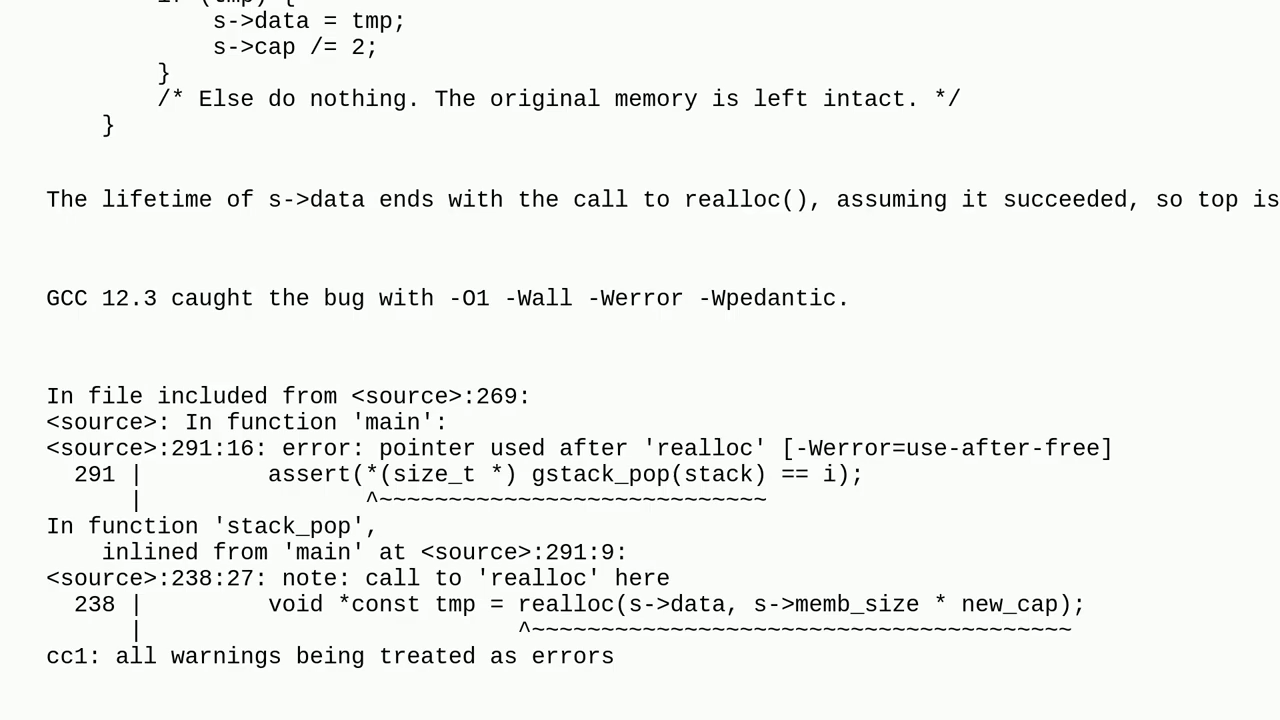 if (tmp) {
            s->data = tmp;
            s->cap /= 2;
        }
        /* Else do nothing. The original memory is left intact. */
    }
The lifetime of s->data ends with the call to realloc(), assuming it succeeded, so top is
GCC 12.3 caught the bug with -O1 -Wall -Werror -Wpedantic.
In file included from <source>:269:
<source>: In function 'main':
<source>:291:16: error: pointer used after 'realloc' [-Werror=use-after-free]
  291 |         assert(*(size_t *) gstack_pop(stack) == i);
      |                ^~~~~~~~~~~~~~~~~~~~~~~~~~~~~
In function 'stack_pop',
    inlined from 'main' at <source>:291:9:
<source>:238:27: note: call to 'realloc' here
  238 |         void *const tmp = realloc(s->data, s->memb_size * new_cap);
      |                           ^~~~~~~~~~~~~~~~~~~~~~~~~~~~~~~~~~~~~~~~
cc1: all warnings being treated as errors